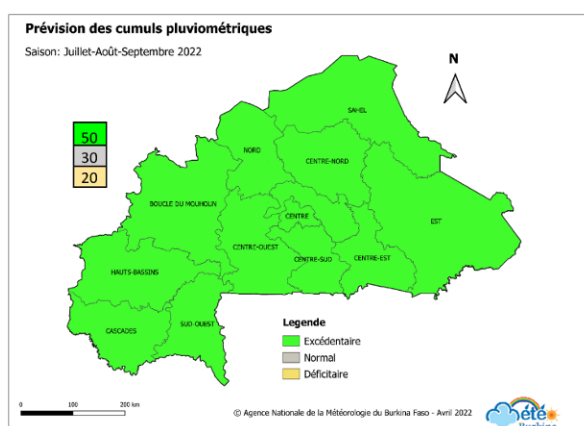 Prévision des cumuls pluviométriques
Saison: Juillet-Août-Septembre 2022
N
SAHEL
50
30
20
NORD
CENTRE-NORD
BOUCLE DU MOUHOUN
CENTRE
EST
CENTRE-OUEST
CENTRE-SUD
CENTRE-EST
HAUTS-BASSINS
CASCADES
SUD-OUEST
Legende
Excédentaire
Normal
Déficitaire
0 100 200 km
© Agence Nationale de la Météorologie du Burkina Faso - Avril 2022
météo
Burkina